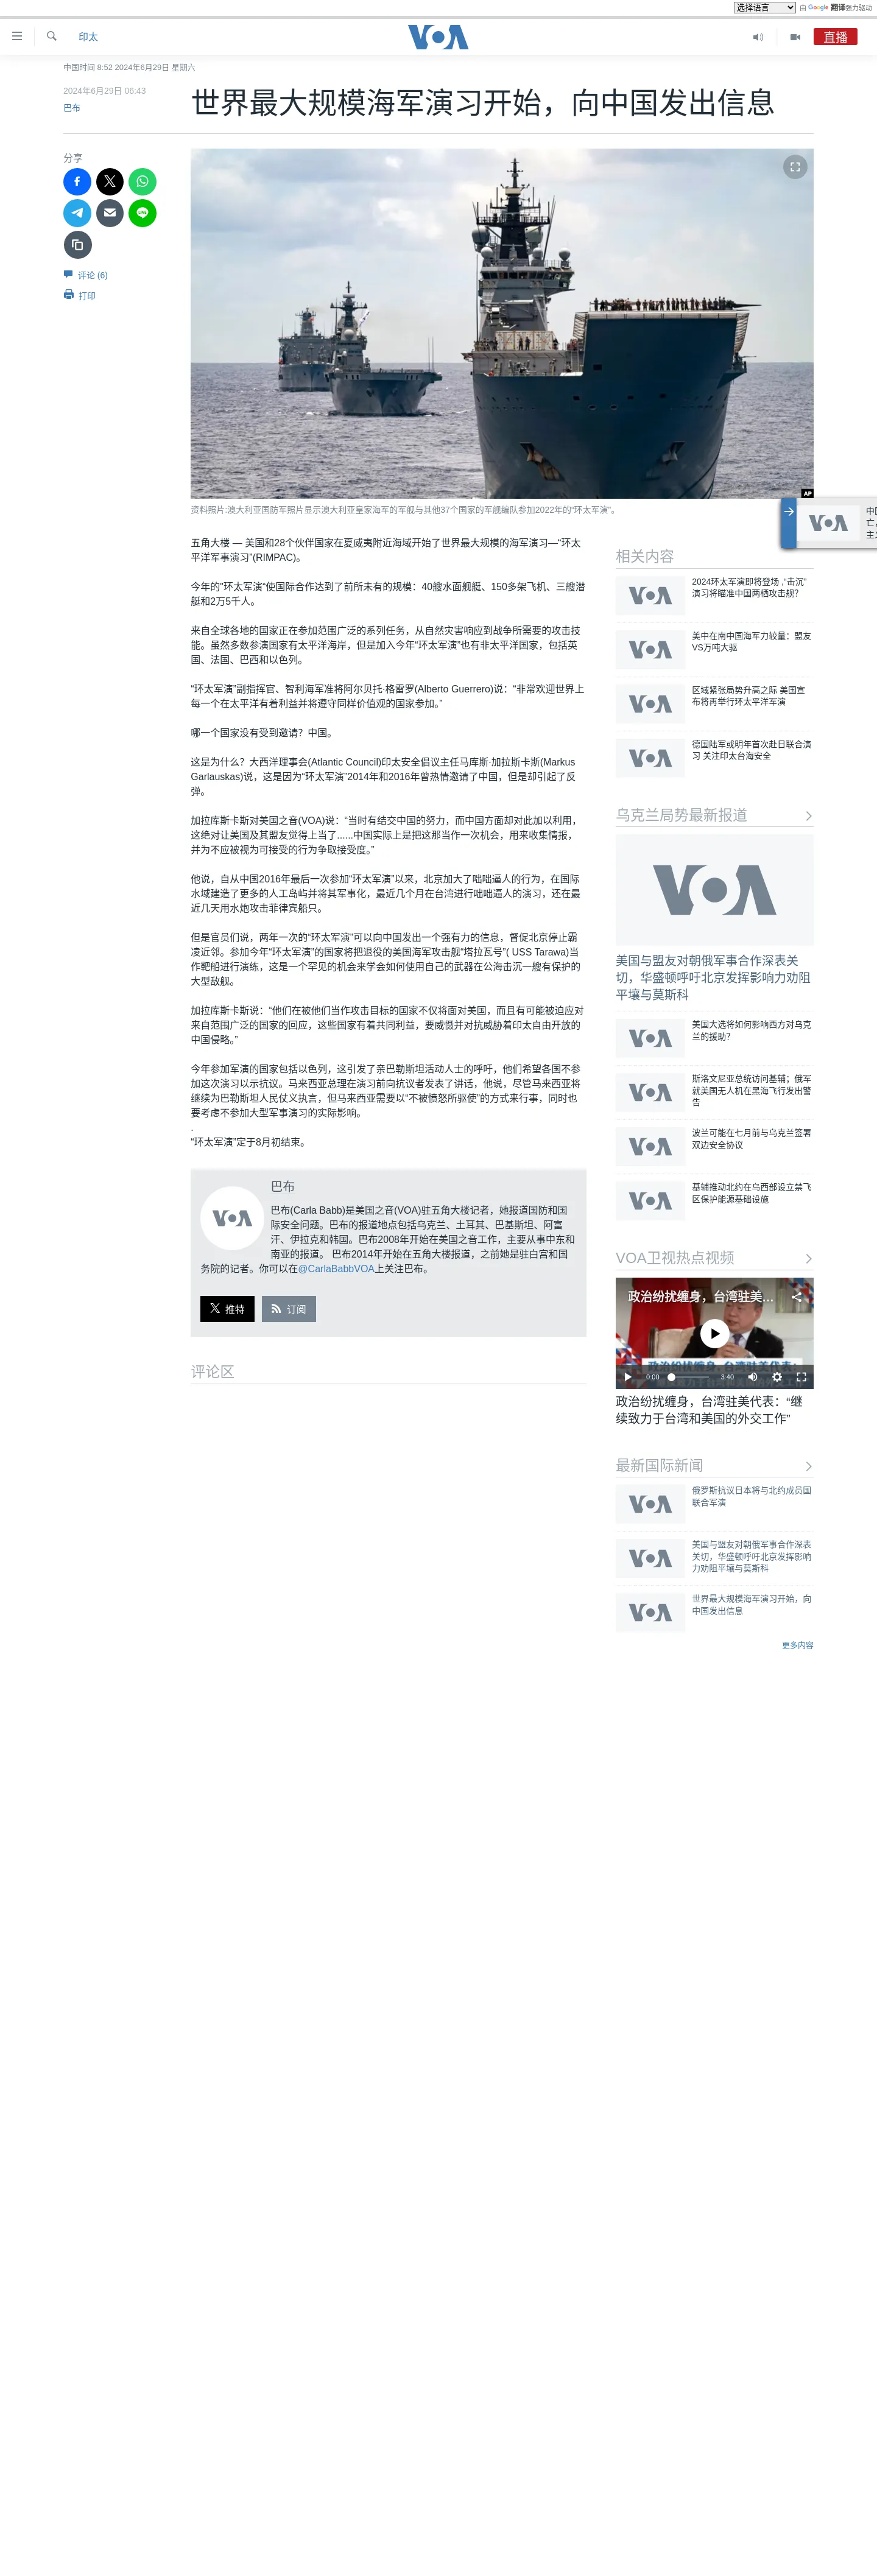 选择语言
由 Google 翻译强力驱动
印太
VOA
直播
中国时间 8:52 2024年6月29日 星期六
2024年6月29日 06:43
巴布
世界最大规模海军演习开始，向中国发出信息
分享
评论 (6)
打印
AP
资料照片:澳大利亚国防军照片显示澳大利亚皇家海军的军舰与其他37个国家的军舰编队参加2022年的“环太军演”。
五角大楼 — 美国和28个伙伴国家在夏威夷附近海域开始了世界最大规模的海军演习—“环太
平洋军事演习”(RIMPAC)。
今年的“环太军演”使国际合作达到了前所未有的规模：40艘水面舰艇、150多架飞机、三艘潜
艇和2万5千人。
来自全球各地的国家正在参加范围广泛的系列任务，从自然灾害响应到战争所需要的攻击技
能。虽然多数参演国家有太平洋海岸，但是加入今年“环太军演”也有非太平洋国家，包括英
国、法国、巴西和以色列。
“环太军演”副指挥官、智利海军准将阿尔贝托·格雷罗(Alberto Guerrero)说：“非常欢迎世界上
每一个在太平洋有着利益并将遵守同样价值观的国家参加。”
哪一个国家没有受到邀请？中国。
这是为什么？大西洋理事会(Atlantic Council)印太安全倡议主任马库斯·加拉斯卡斯(Markus
Garlauskas)说，这是因为“环太军演”2014年和2016年曾热情邀请了中国，但是却引起了反
弹。
加拉库斯卡斯对美国之音(VOA)说：“当时有结交中国的努力，而中国方面却对此加以利用，
这绝对让美国及其盟友觉得上当了......中国实际上是把这那当作一次机会，用来收集情报，
并为不应被视为可接受的行为争取接受度。”
他说，自从中国2016年最后一次参加“环太军演”以来，北京加大了咄咄逼人的行为，在国际
水域建造了更多的人工岛屿并将其军事化，最近几个月在台湾进行咄咄逼人的演习，还在最
近几天用水炮攻击菲律宾船只。
但是官员们说，两年一次的“环太军演”可以向中国发出一个强有力的信息，督促北京停止霸
凌近邻。参加今年“环太军演”的国家将把退役的美国海军攻击舰“塔拉瓦号”( USS Tarawa)当
作靶船进行演练，这是一个罕见的机会来学会如何使用自己的武器在公海击沉一艘有保护的
大型敌舰。
加拉库斯卡斯说：“他们在被他们当作攻击目标的国家不仅将面对美国，而且有可能被迫应对
来自范围广泛的国家的回应，这些国家有着共同利益，要威慑并对抗威胁着印太自由开放的
中国侵略。”
今年参加军演的国家包括以色列，这引发了亲巴勒斯坦活动人士的呼吁，他们希望各国不参
加这次演习以示抗议。马来西亚总理在演习前向抗议者发表了讲话，他说，尽管马来西亚将
继续为巴勒斯坦人民仗义执言，但马来西亚需要以“不被愤怒所驱使”的方式来行事，同时也
要考虑不参加大型军事演习的实际影响。
.
“环太军演”定于8月初结束。
VOA
巴布
巴布(Carla Babb)是美国之音(VOA)驻五角大楼记者，她报道国防和国
际安全问题。巴布的报道地点包括乌克兰、土耳其、巴基斯坦、阿富
汗、伊拉克和韩国。巴布2008年开始在美国之音工作，主要从事中东和
南亚的报道。 巴布2014年开始在五角大楼报道，之前她是驻白宫和国
务院的记者。你可以在@CarlaBabbVOA上关注巴布。
推特
订阅
评论区
VOA
相关内容
VOA
2024环太军演即将登场 ,“击沉”
演习将瞄准中国两栖攻击舰？
VOA
美中在南中国海军力较量：盟友
VS万吨大驱
VOA
区域紧张局势升高之际 美国宣
布将再举行环太平洋军演
VOA
德国陆军或明年首次赴日联合演
习 关注印太台海安全
乌克兰局势最新报道
VOA
美国与盟友对朝俄军事合作深表关
切，华盛顿呼吁北京发挥影响力劝阻
平壤与莫斯科
VOA
美国大选将如何影响西方对乌克
兰的援助？
VOA
斯洛文尼亚总统访问基辅；俄军
就美国无人机在黑海飞行发出警
告
VOA
波兰可能在七月前与乌克兰签署
双边安全协议
VOA
基辅推动北约在乌西部设立禁飞
区保护能源基础设施
VOA卫视热点视频
政治纷扰缠身，台湾驻美...
政治纷扰缠身，台湾驻美代表：
0:00
3:40
政治纷扰缠身，台湾驻美代表：“继
续致力于台湾和美国的外交工作”
最新国际新闻
VOA
俄罗斯抗议日本将与北约成员国
联合军演
VOA
美国与盟友对朝俄军事合作深表
关切，华盛顿呼吁北京发挥影响
力劝阻平壤与莫斯科
VOA
世界最大规模海军演习开始，向
中国发出信息
更多内容